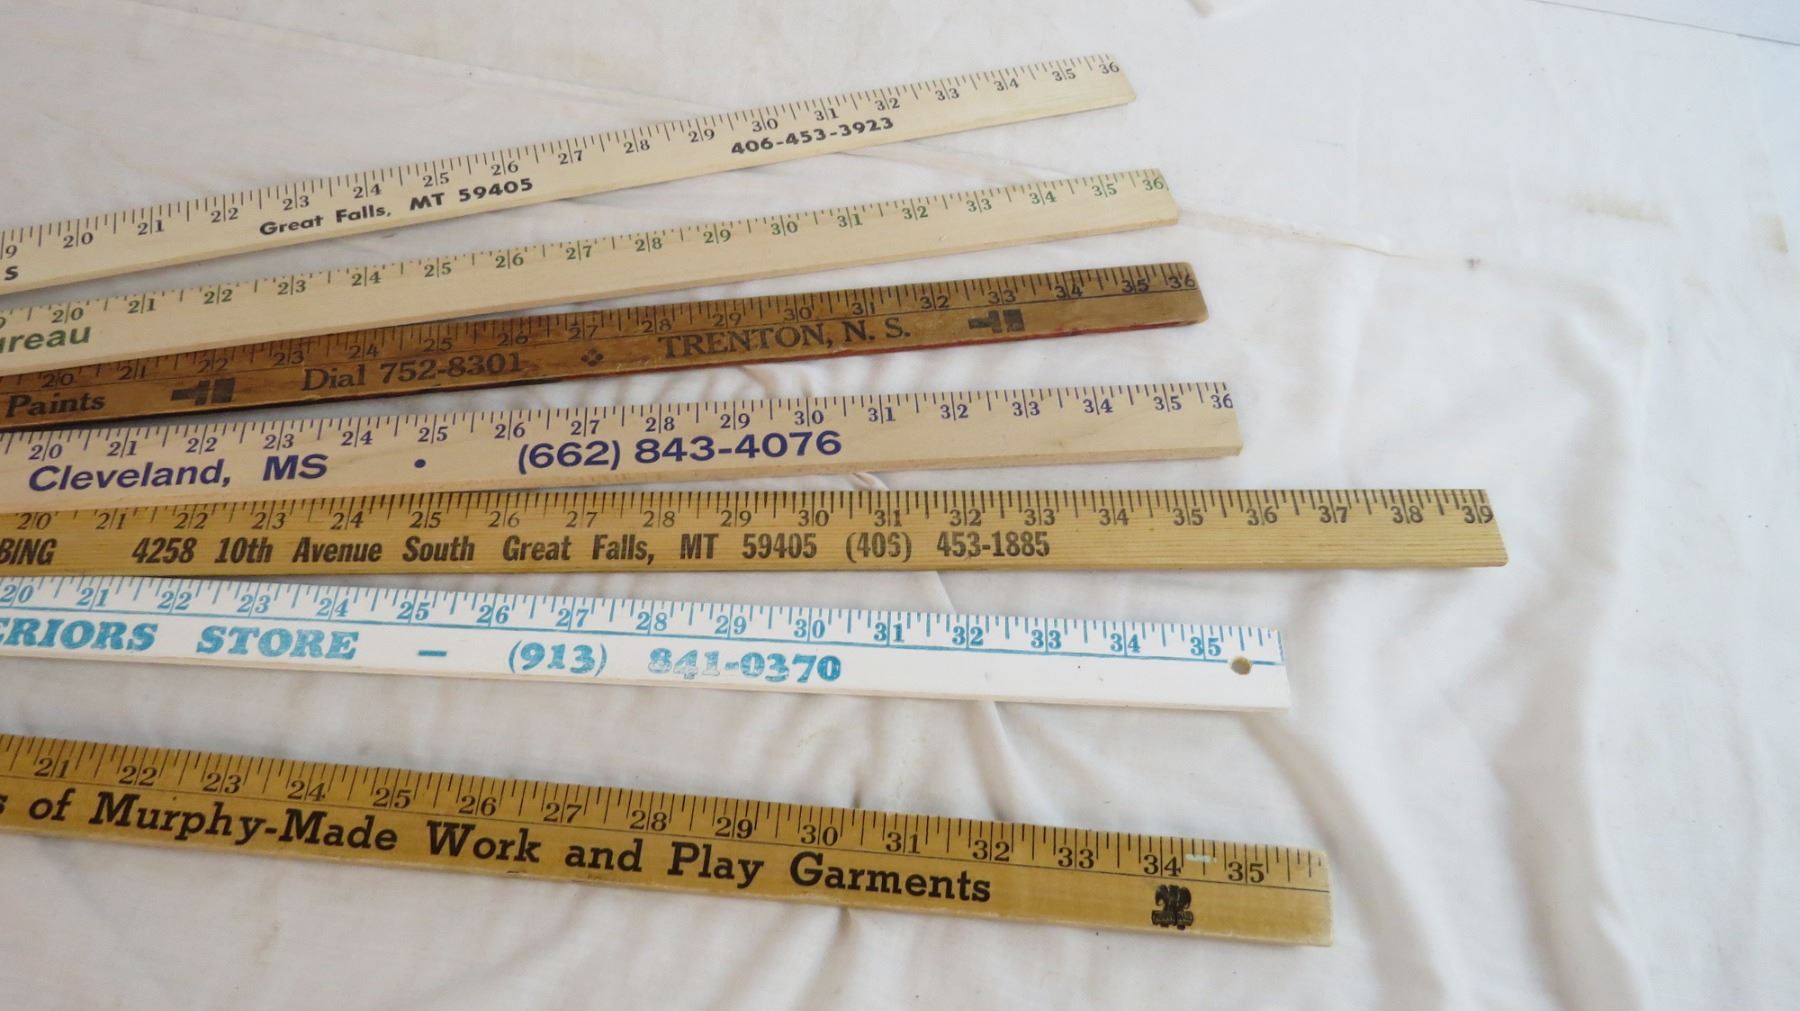 9 20 21 22 23 24 25 26 27 28 29 30 31 32 33 34 35 36
S Great Falls, MT 59405 406-453-3923
20 21 22 23 24 25 26 27 28 29 30 31 32 33 34 35 36
ureau
20 21 22 23 24 25 26 27 28 29 30 31 32 33 34 35 36
Paints Dial 752-8301 TRENTON, N. S.
20 21 22 23 24 25 26 27 28 29 30 31 32 33 34 35 36
Cleveland, MS • (662) 843-4076
20 21 22 23 24 25 26 27 28 29 30 31 32 33 34 35 36 37 38 39
BING 4258 10th Avenue South Great Falls, MT 59405 (406) 453-1885
20 21 22 23 24 25 26 27 28 29 30 31 32 33 34 35
ERIORS STORE – (913) 841-0370
21 22 23 24 25 26 27 28 29 30 31 32 33 34 35
s of Murphy-Made Work and Play Garments